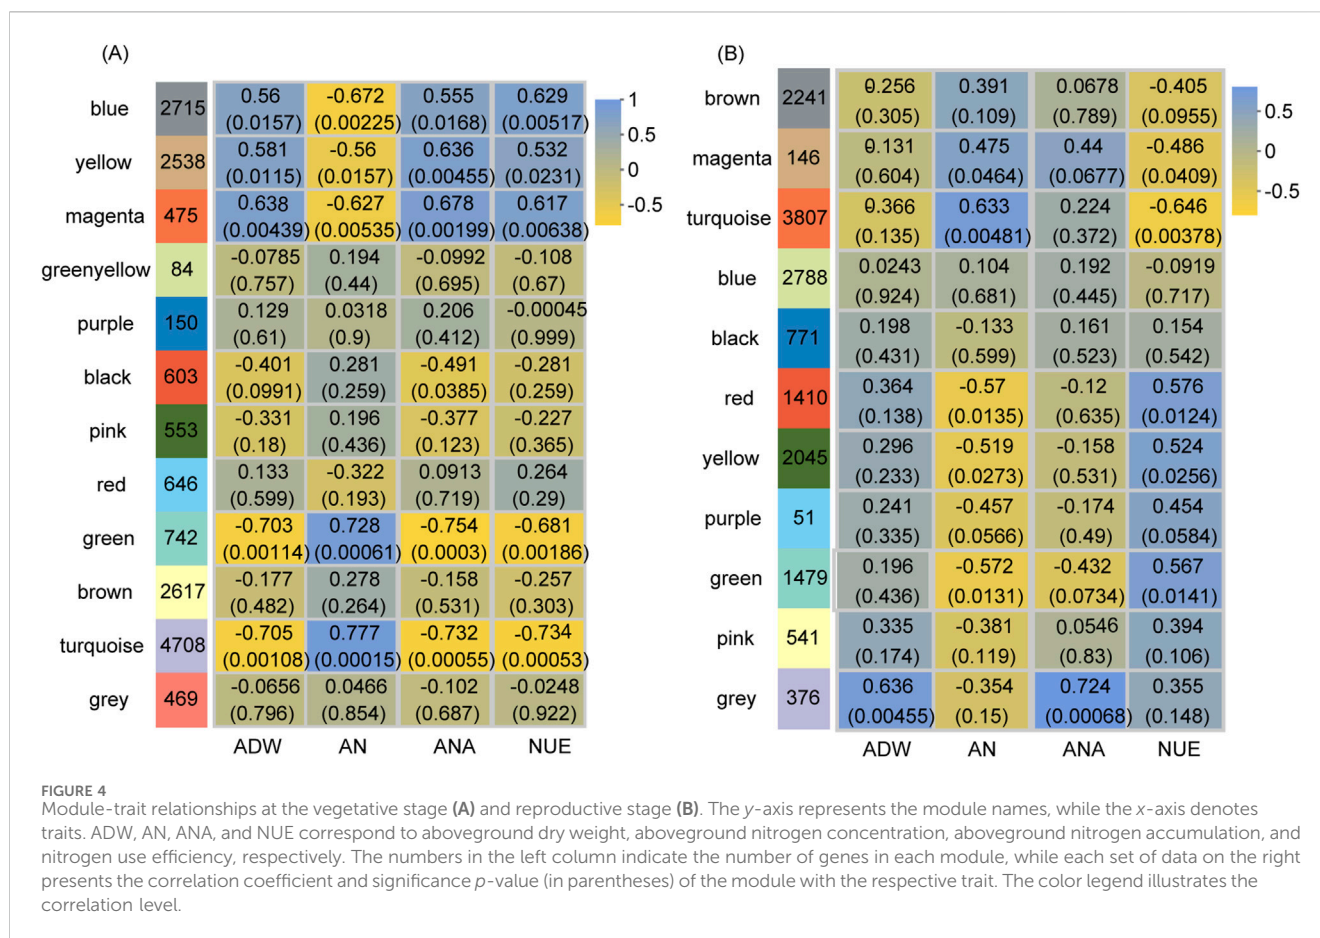 (A)
blue 2715 0.56 -0.672 0.555 0.629
(0.0157) (0.00225) (0.0168) (0.00517)
yellow 2538 0.581 -0.56 0.636 0.532
(0.0115) (0.0157) (0.00455) (0.0231)
magenta 475 0.638 -0.627 0.678 0.617
(0.00439) (0.00535) (0.00199) (0.00638)
greenyellow 84 -0.0785 0.194 -0.0992 -0.108
(0.757) (0.44) (0.695) (0.67)
purple 150 0.129 0.0318 0.206 -0.00045
(0.61) (0.9) (0.412) (0.999)
black 603 -0.401 0.281 -0.491 -0.281
(0.0991) (0.259) (0.0385) (0.259)
pink 553 -0.331 0.196 -0.377 -0.227
(0.18) (0.436) (0.123) (0.365)
red 646 0.133 -0.322 0.0913 0.264
(0.599) (0.193) (0.719) (0.29)
green 742 -0.703 0.728 -0.754 -0.681
(0.00114) (0.00061) (0.0003) (0.00186)
brown 2617 -0.177 0.278 -0.158 -0.257
(0.482) (0.264) (0.531) (0.303)
turquoise 4708 -0.705 0.777 -0.732 -0.734
(0.00108) (0.00015) (0.00055) (0.00053)
grey 469 -0.0656 0.0466 -0.102 -0.0248
(0.796) (0.854) (0.687) (0.922)
ADW AN ANA NUE
1
0.5
0
-0.5
(B)
brown 2241 -0.256 0.391 0.0678 -0.405
(0.305) (0.109) (0.789) (0.0955)
magenta 146 -0.131 0.475 0.44 -0.486
(0.604) (0.0464) (0.0677) (0.0409)
turquoise 3807 -0.366 0.633 0.224 -0.646
(0.135) (0.00481) (0.372) (0.00378)
blue 2788 0.0243 0.104 0.192 -0.0919
(0.924) (0.681) (0.445) (0.717)
black 771 0.198 -0.133 0.161 0.154
(0.431) (0.599) (0.523) (0.542)
red 1410 0.364 -0.57 -0.12 0.576
(0.138) (0.0135) (0.635) (0.0124)
yellow 2045 0.296 -0.519 -0.158 0.524
(0.233) (0.0273) (0.531) (0.0256)
purple 51 0.241 -0.457 -0.174 0.454
(0.335) (0.0566) (0.49) (0.0584)
green 1479 0.196 -0.572 -0.432 0.567
(0.436) (0.0131) (0.0734) (0.0141)
pink 541 0.335 -0.381 0.0546 0.394
(0.174) (0.119) (0.83) (0.106)
grey 376 0.636 -0.354 0.724 0.355
(0.00455) (0.15) (0.00068) (0.148)
ADW AN ANA NUE
0.5
0
-0.5
FIGURE 4
Module-trait relationships at the vegetative stage (A) and reproductive stage (B). The y-axis represents the module names, while the x-axis denotes
traits. ADW, AN, ANA, and NUE correspond to aboveground dry weight, aboveground nitrogen concentration, aboveground nitrogen accumulation, and
nitrogen use efficiency, respectively. The numbers in the left column indicate the number of genes in each module, while each set of data on the right
presents the correlation coefficient and significance p-value (in parentheses) of the module with the respective trait. The color legend illustrates the
correlation level.